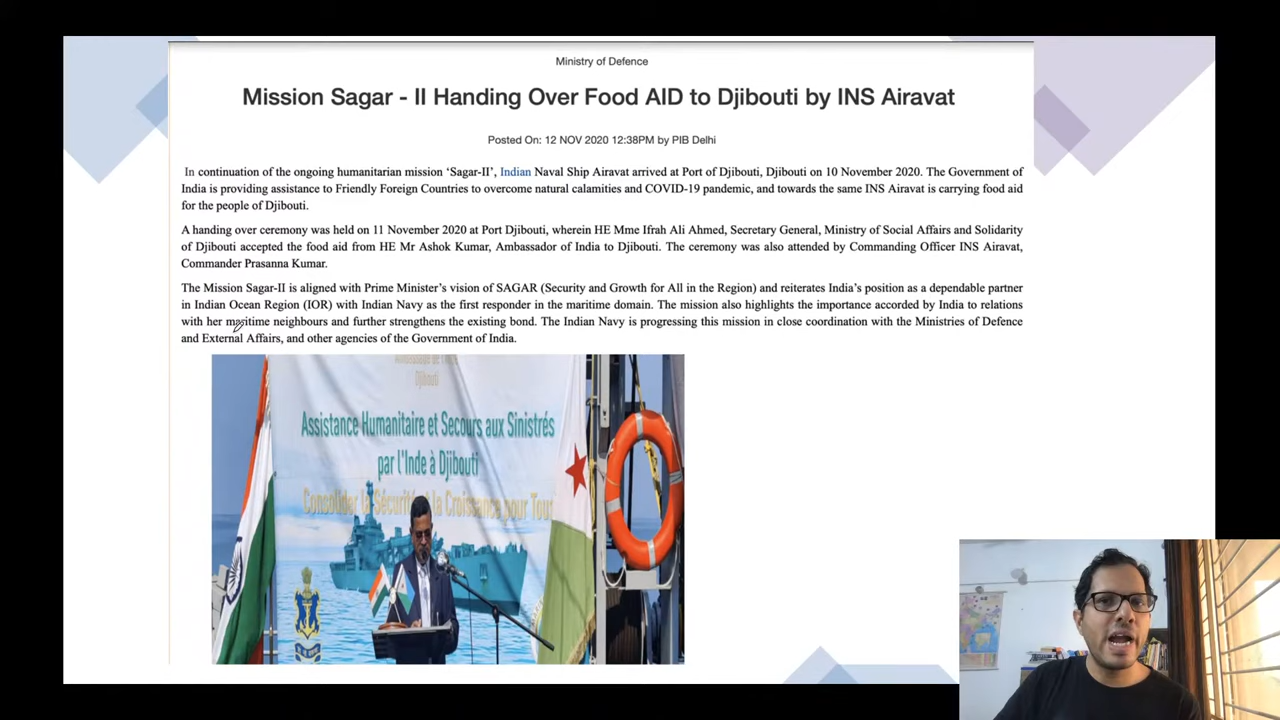 Ministry of Defence
Mission Sagar - II Handing Over Food AID to Djibouti by INS Airavat
Posted On: 12 NOV 2020 12:38PM by PIB Delhi
In continuation of the ongoing humanitarian mission ‘Sagar-II’, Indian Naval Ship Airavat arrived at Port of Djibouti, Djibouti on 10 November 2020. The Government of
India is providing assistance to Friendly Foreign Countries to overcome natural calamities and COVID-19 pandemic, and towards the same INS Airavat is carrying food aid
for the people of Djibouti.
A handing over ceremony was held on 11 November 2020 at Port Djibouti, wherein HE Mme Ifrah Ali Ahmed, Secretary General, Ministry of Social Affairs and Solidarity
of Djibouti accepted the food aid from HE Mr Ashok Kumar, Ambassador of India to Djibouti. The ceremony was also attended by Commanding Officer INS Airavat,
Commander Prasanna Kumar.
The Mission Sagar-II is aligned with Prime Minister’s vision of SAGAR (Security and Growth for All in the Region) and reiterates India’s position as a dependable partner
in Indian Ocean Region (IOR) with Indian Navy as the first responder in the maritime domain. The mission also highlights the importance accorded by India to relations
with her maritime neighbours and further strengthens the existing bond. The Indian Navy is progressing this mission in close coordination with the Ministries of Defence
and External Affairs, and other agencies of the Government of India.
Djibouti
Assistance Humanitaire et Secours aux Sinistrés
par l'Inde à Djibouti
Consolider la Sécurité et la Croissance pour Tous